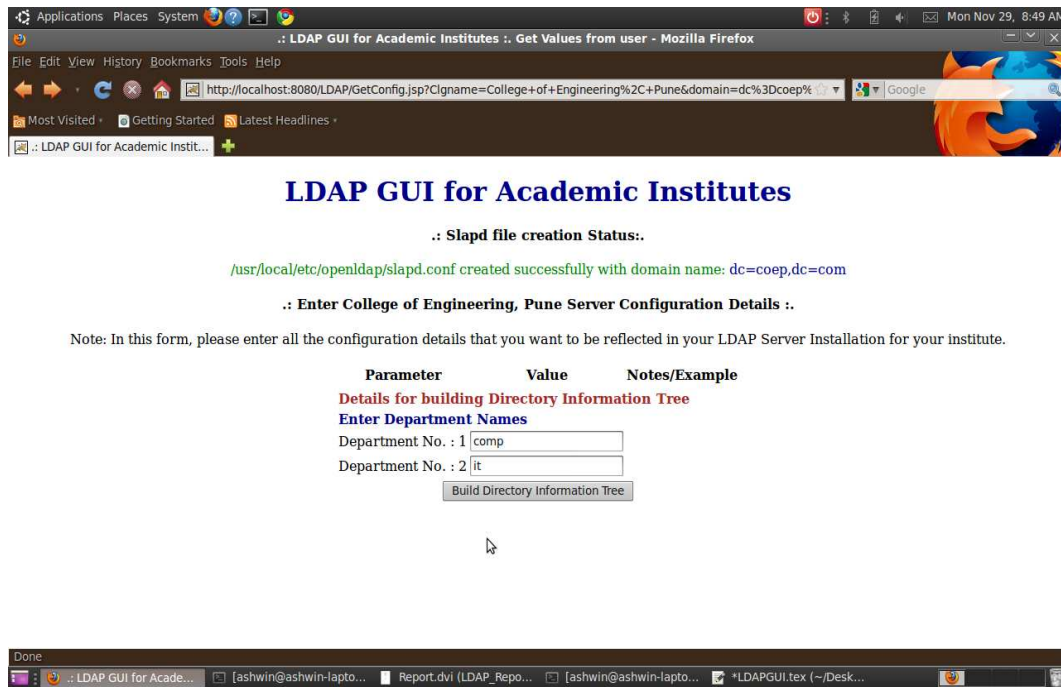 Applications Places System Mon Nov 29, 8:49 AM
.: LDAP GUI for Academic Institutes :. Get Values from user - Mozilla Firefox
File Edit View History Bookmarks Tools Help
http://localhost:8080/LDAP/GetConfig.jsp?Clgname=College+of+Engineering%2C+Pune&domain=dc%3Dcoep% Google
Most Visited Getting Started Latest Headlines
.: LDAP GUI for Academic Instit...
LDAP GUI for Academic Institutes
.: Slapd file creation Status:.
/usr/local/etc/openldap/slapd.conf created successfully with domain name: dc=coep,dc=com
.: Enter College of Engineering, Pune Server Configuration Details :.
Note: In this form, please enter all the configuration details that you want to be reflected in your LDAP Server Installation for your institute.
Parameter Value Notes/Example
Details for building Directory Information Tree
Enter Department Names
Department No. : 1 comp
Department No. : 2 it
Build Directory Information Tree
Done
.: LDAP GUI for Acade... [ashwin@ashwin-lapto... Report.dvi (LDAP_Repo... [ashwin@ashwin-lapto... *LDAPGUI.tex (~/Desk...